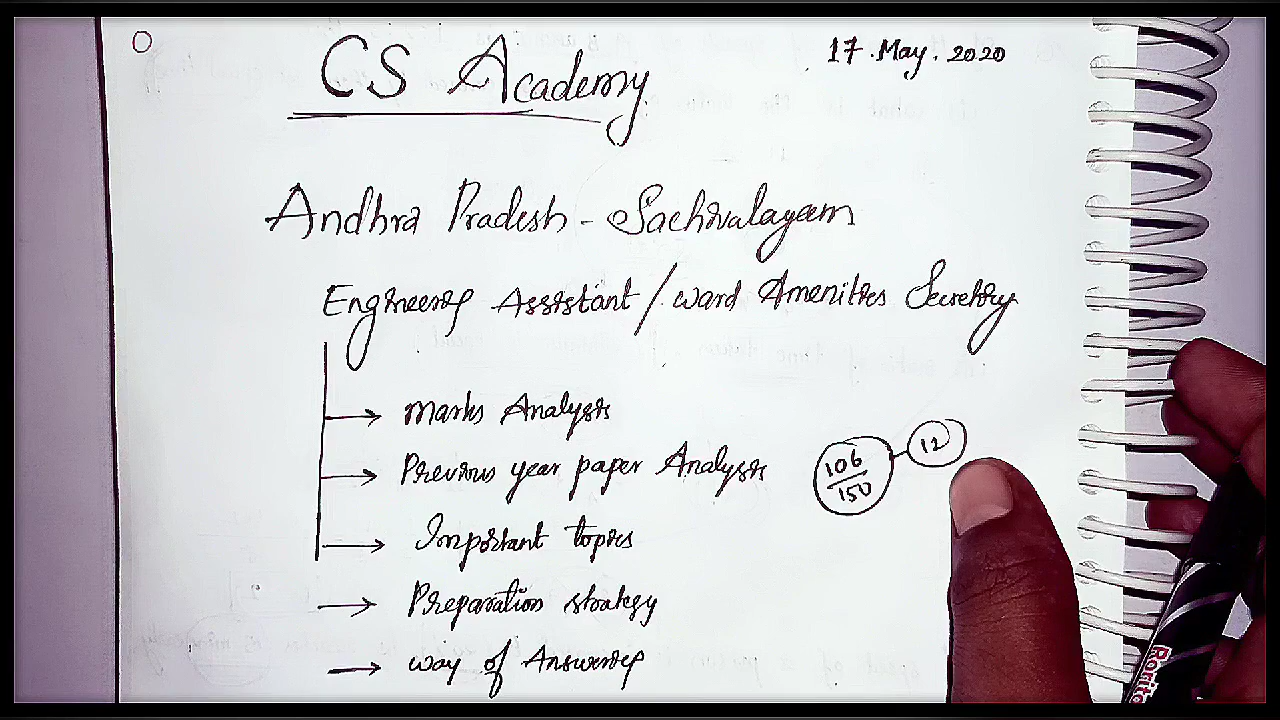 O
CS Academy
17.May.2020
Andhra Pradesh - Sachivalayam
Engineering Assistant / ward Amenities Secretary
→ Marks Analysis
→ Previous year paper Analysis
106/150
12
→ Important topics
→ Preparation strategy
→ way of Answering
Rorito